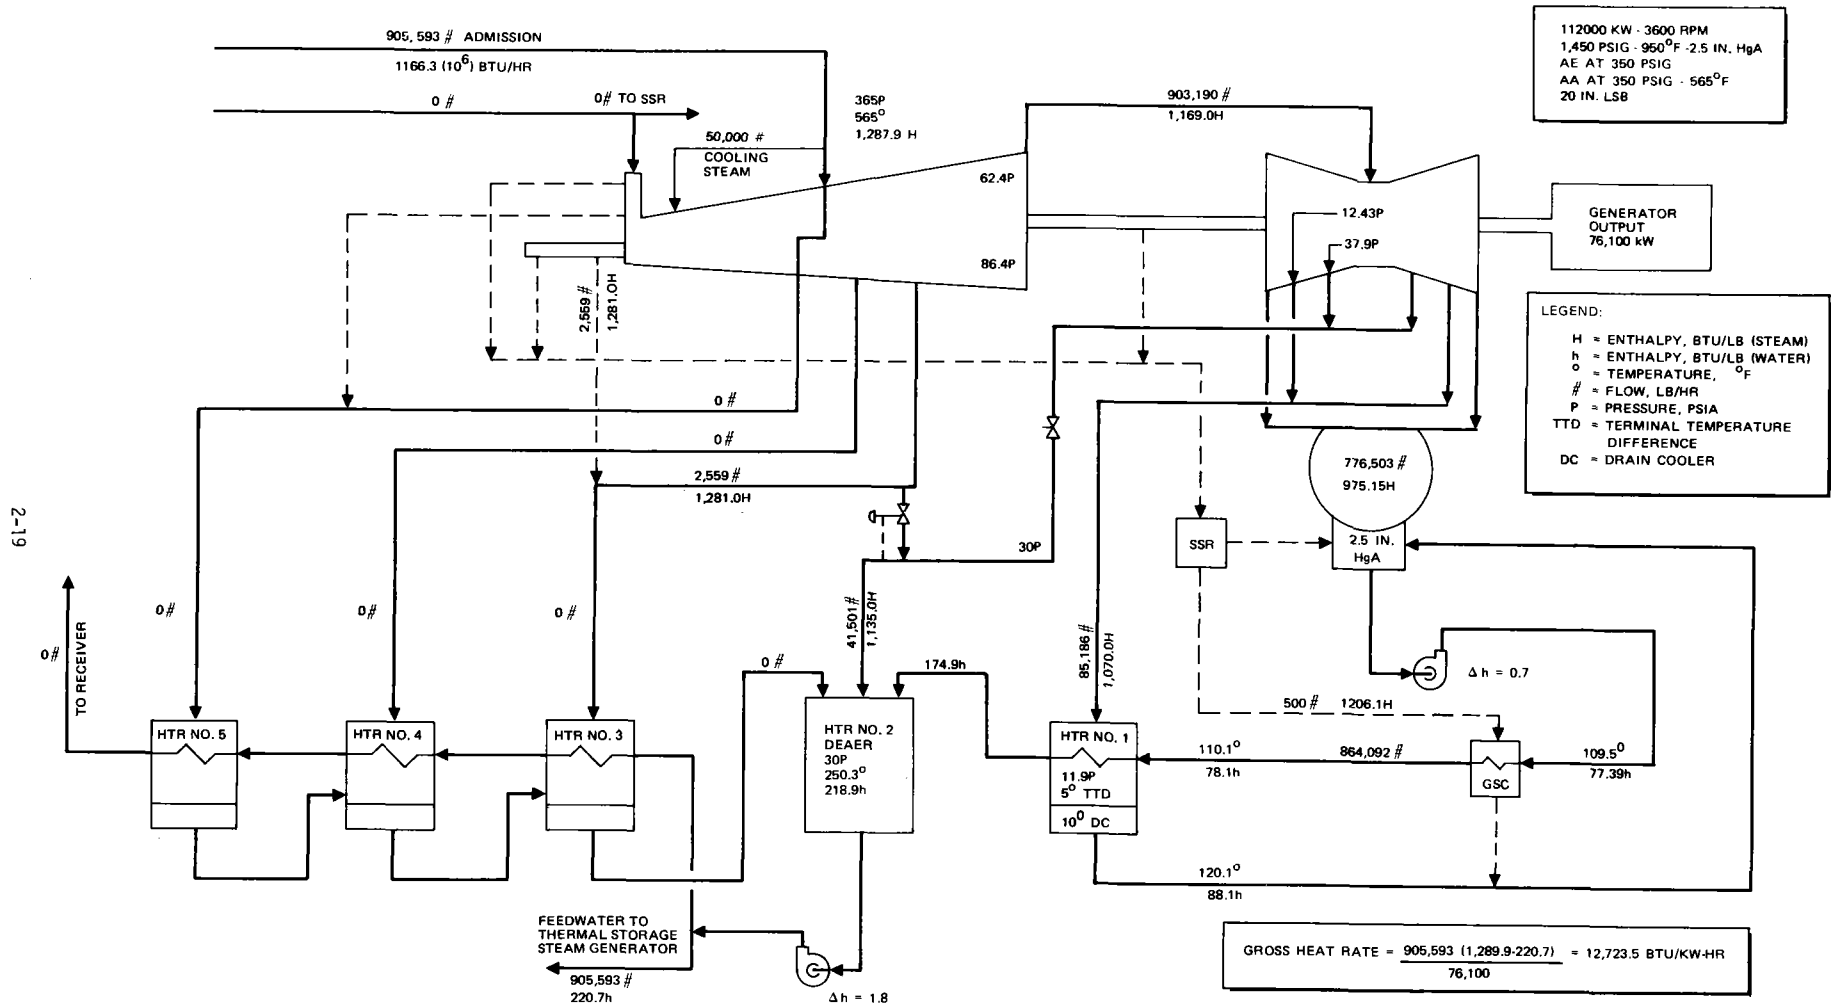 905,593 # ADMISSION
1166.3 (10⁶) BTU/HR
0 #
0# TO SSR
50,000 #
COOLING
STEAM
365P
565°
1,287.9 H
903,190 #
1,169.0H
62.4P
86.4P
12.43P
37.9P
112000 KW - 3600 RPM
1,450 PSIG - 950°F -2.5 IN. HgA
AE AT 350 PSIG
AA AT 350 PSIG - 565°F
20 IN. LSB
GENERATOR
OUTPUT
76,100 kW
LEGEND:
H = ENTHALPY, BTU/LB (STEAM)
h = ENTHALPY, BTU/LB (WATER)
° = TEMPERATURE, °F
# = FLOW, LB/HR
P = PRESSURE, PSIA
TTD = TERMINAL TEMPERATURE
DIFFERENCE
DC = DRAIN COOLER
2,559 #
1,281.0H
0 #
0 #
2,559 #
1,281.0H
30P
776,503 #
975.15H
2.5 IN.
HgA
SSR
2-19
0 #
TO RECEIVER
0 #
0 #
0 #
0 #
41,501 #
1,135.0H
174.9h
85,186 #
1,070.0H
Δh = 0.7
500 # 1206.1H
HTR NO. 5
HTR NO. 4
HTR NO. 3
HTR NO. 2
DEAER
30P
250.3°
218.9h
HTR NO. 1
11.9P
5° TTD
10° DC
110.1°
78.1h
864,092 #
GSC
109.5°
77.39h
120.1°
88.1h
FEEDWATER TO
THERMAL STORAGE
STEAM GENERATOR
905,593 #
220.7h
Δh = 1.8
GROSS HEAT RATE = 905,593 (1,289.9-220.7) = 12,723.5 BTU/KW-HR
76,100